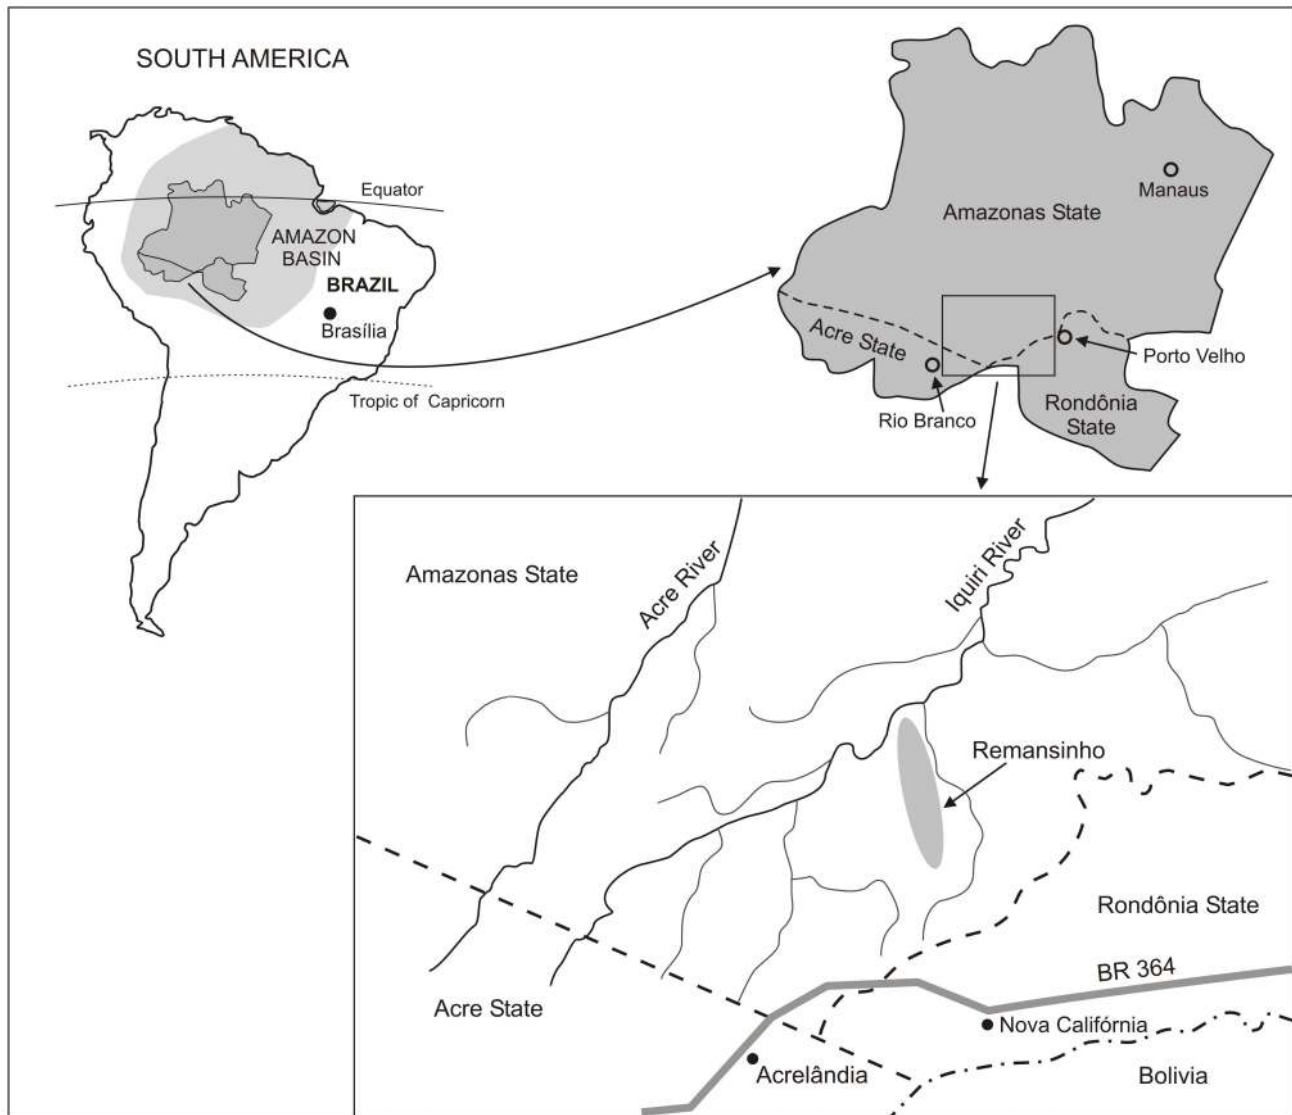 SOUTH AMERICA
Equator
AMAZON
BASIN
BRAZIL
Brasília
Tropic of Capricorn
Manaus
Amazonas State
Acre State
Porto Velho
Rio Branco
Rondônia
State
Amazonas State
Acre River
Iquiri River
Remansinho
Rondônia State
BR 364
Acre State
Nova Califórnia
Acrelândia
Bolivia